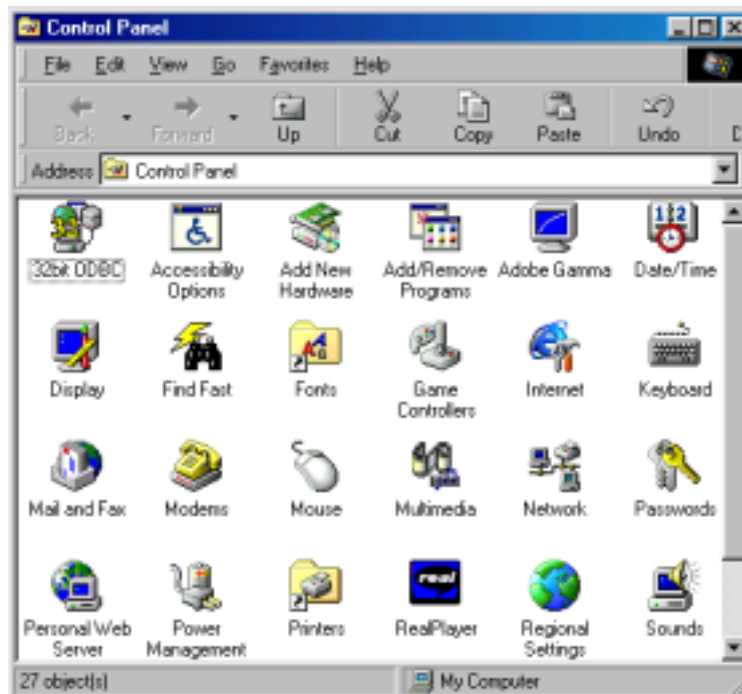 Control Panel
File Edit View Go Favorites Help
Back Forward Up Cut Copy Paste Undo
Address Control Panel
32bit ODBC Accessibility Options Add New Hardware Add/Remove Programs Adobe Gamma Date/Time
Display Find Fast Fonts Game Controllers Internet Keyboard
Mail and Fax Modems Mouse Multimedia Network Passwords
Personal Web Server Power Management Printers RealPlayer Regional Settings Sounds
27 object(s) My Computer